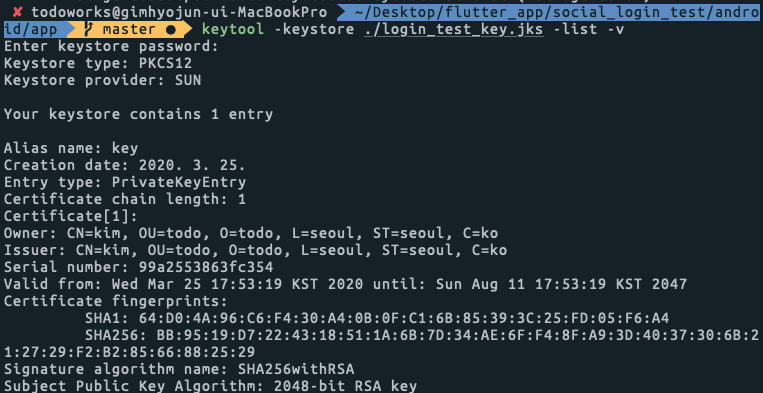 ✘ todoworks@gimhyojun-ui-MacBookPro ~/Desktop/flutter_app/social_login_test/andro
id/app master ● keytool -keystore ./login_test_key.jks -list -v
Enter keystore password:
Keystore type: PKCS12
Keystore provider: SUN
Your keystore contains 1 entry
Alias name: key
Creation date: 2020. 3. 25.
Entry type: PrivateKeyEntry
Certificate chain length: 1
Certificate[1]:
Owner: CN=kim, OU=todo, O=todo, L=seoul, ST=seoul, C=ko
Issuer: CN=kim, OU=todo, O=todo, L=seoul, ST=seoul, C=ko
Serial number: 99a2553863fc354
Valid from: Wed Mar 25 17:53:19 KST 2020 until: Sun Aug 11 17:53:19 KST 2047
Certificate fingerprints:
SHA1: 64:D0:4A:96:C6:F4:30:A4:0B:0F:C1:6B:85:39:3C:25:FD:05:F6:A4
SHA256: BB:95:19:D7:22:43:18:51:1A:6B:7D:34:AE:6F:F4:8F:A9:3D:40:37:30:6B:2
1:27:29:F2:B2:85:66:88:25:29
Signature algorithm name: SHA256withRSA
Subject Public Key Algorithm: 2048-bit RSA key